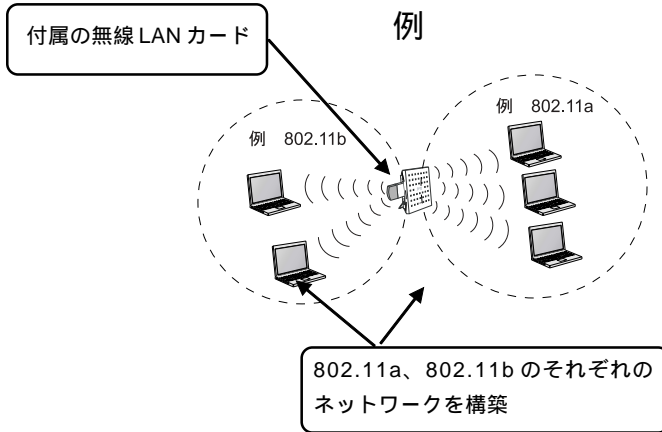 例
付属の無線 LAN カード
例 802.11b
例 802.11a
802.11a、802.11b のそれぞれの
ネットワークを構築